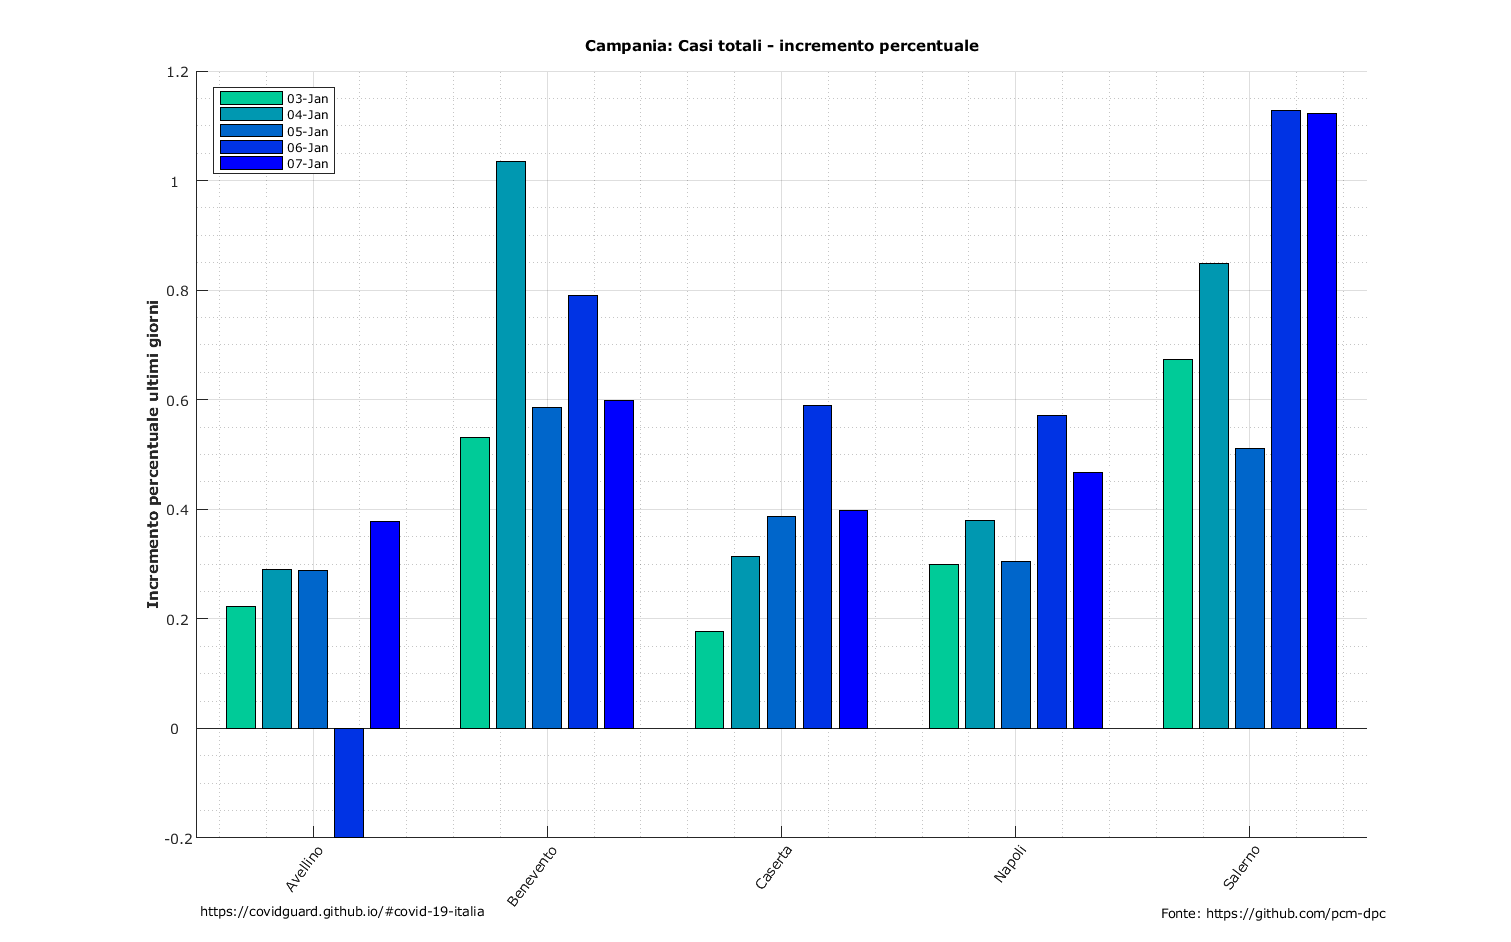 Campania: Casi totali - incremento percentuale
1.2
1
0.8
0.6
0.4
0.2
0
-0.2
Incremento percentuale ultimi giorni
03-Jan
04-Jan
05-Jan
06-Jan
07-Jan
Avellino
Benevento
Caserta
Napoli
Salerno
https://covidguard.github.io/#covid-19-italia
Fonte: https://github.com/pcm-dpc